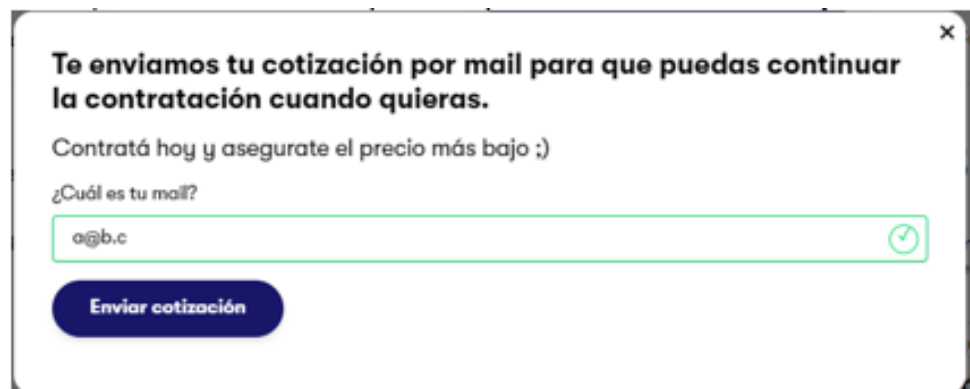 Te enviamos tu cotización por mail para que puedas continuar
la contratación cuando quieras.
Contratá hoy y asegurate el precio más bajo ;)
¿Cuál es tu mail?
a@b.c
Enviar cotización